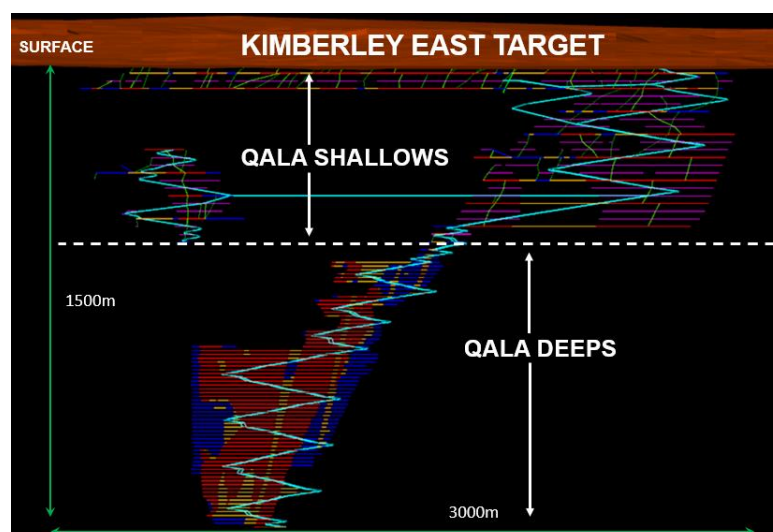 SURFACE
KIMBERLEY EAST TARGET
QALA SHALLOWS
1500m
QALA DEEPS
3000m